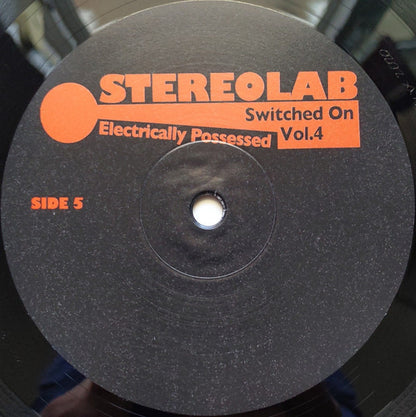 STEREOLAB
Switched On
Electrically Possessed
Vol.4
SIDE 5